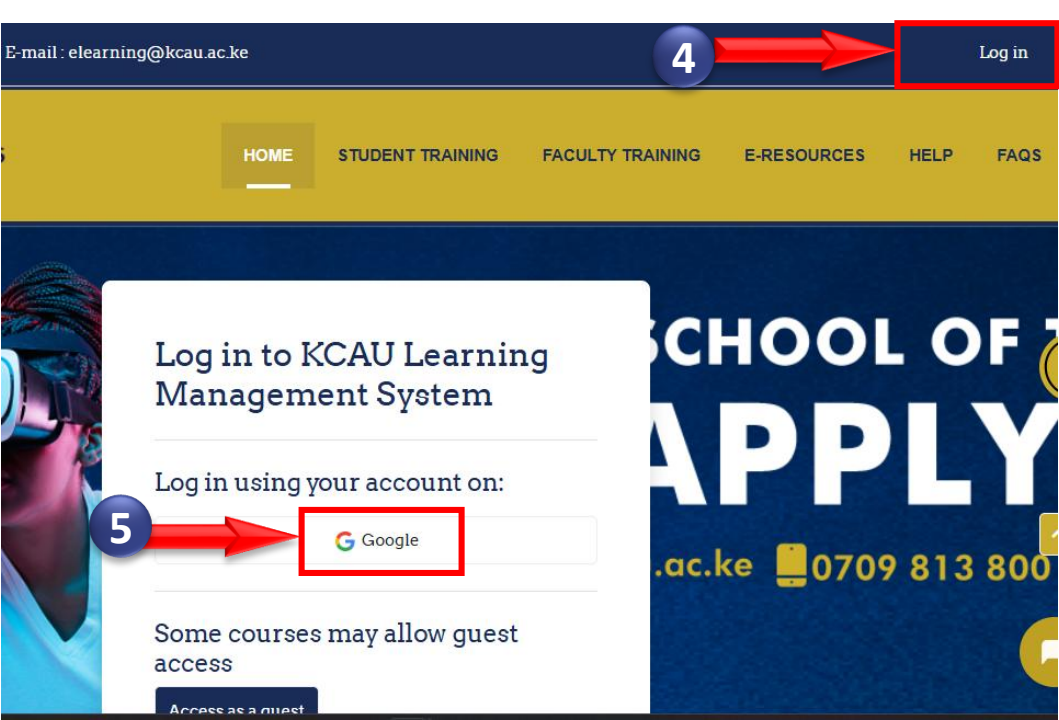 E-mail : elearning@kcau.ac.ke
4
Log in
S
HOME STUDENT TRAINING FACULTY TRAINING E-RESOURCES HELP FAQS
Log in to KCAU Learning
Management System
Log in using your account on:
5
Google
Some courses may allow guest
access
Access as a guest
SCHOOL OF
APPLY
.ac.ke 0709 813 800